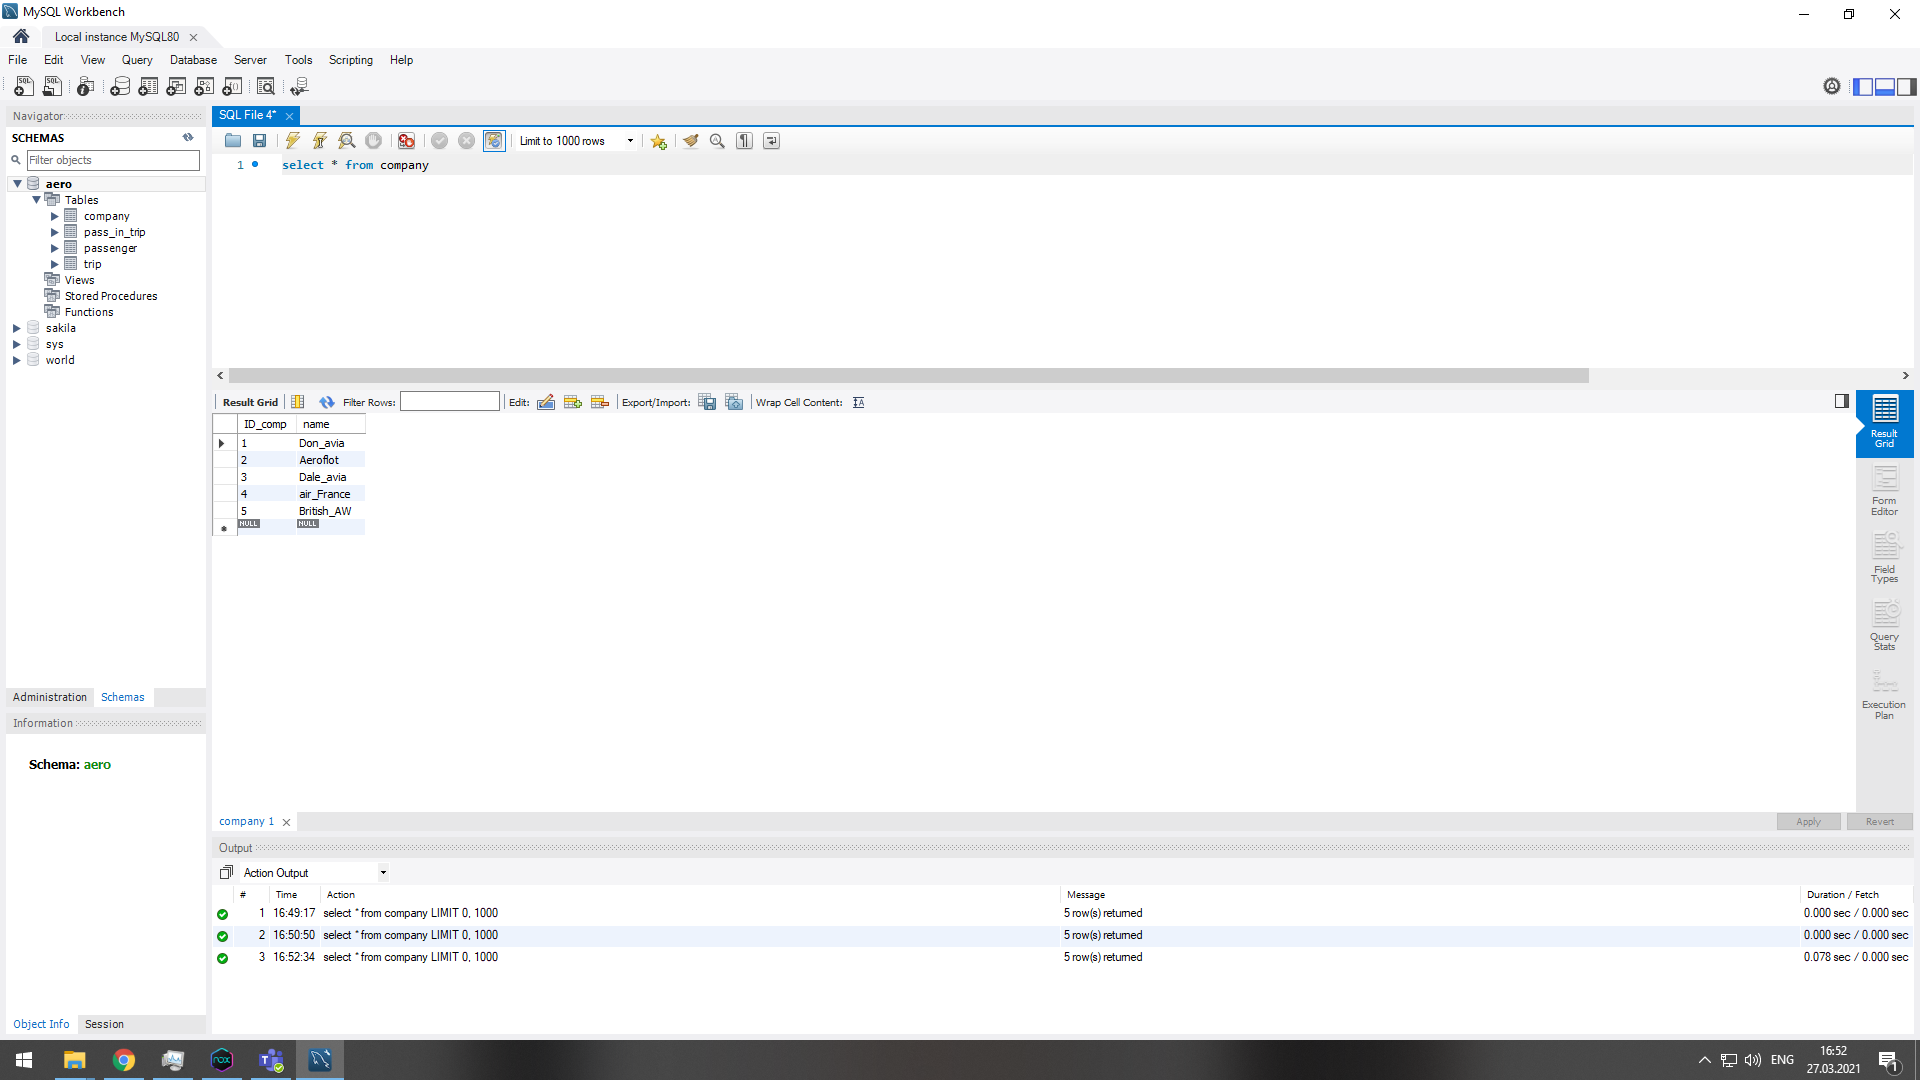 MySQL Workbench
Local instance MySQL80
File Edit View Query Database Server Tools Scripting Help
Navigator
SCHEMAS
Filter objects
aero
Tables
company
pass_in_trip
passenger
trip
Views
Stored Procedures
Functions
sakila
sys
world
Administration Schemas
Information
Schema: aero
Object Info Session
SQL File 4*
Limit to 1000 rows
1 select * from company
Result Grid Filter Rows: Edit: Export/Import: Wrap Cell Content:
ID_comp name
1 Don_avia
2 Aeroflot
3 Dale_avia
4 air_France
5 British_AW
NULL NULL
Result
Grid
Form
Editor
Field
Types
Query
Stats
Execution
Plan
company 1
Apply Revert
Output
Action Output
# Time Action Message Duration / Fetch
1 16:49:17 select * from company LIMIT 0, 1000 5 row(s) returned 0.000 sec / 0.000 sec
2 16:50:50 select * from company LIMIT 0, 1000 5 row(s) returned 0.000 sec / 0.000 sec
3 16:52:34 select * from company LIMIT 0, 1000 5 row(s) returned 0.078 sec / 0.000 sec
nox
ENG
16:52
27.03.2021
1